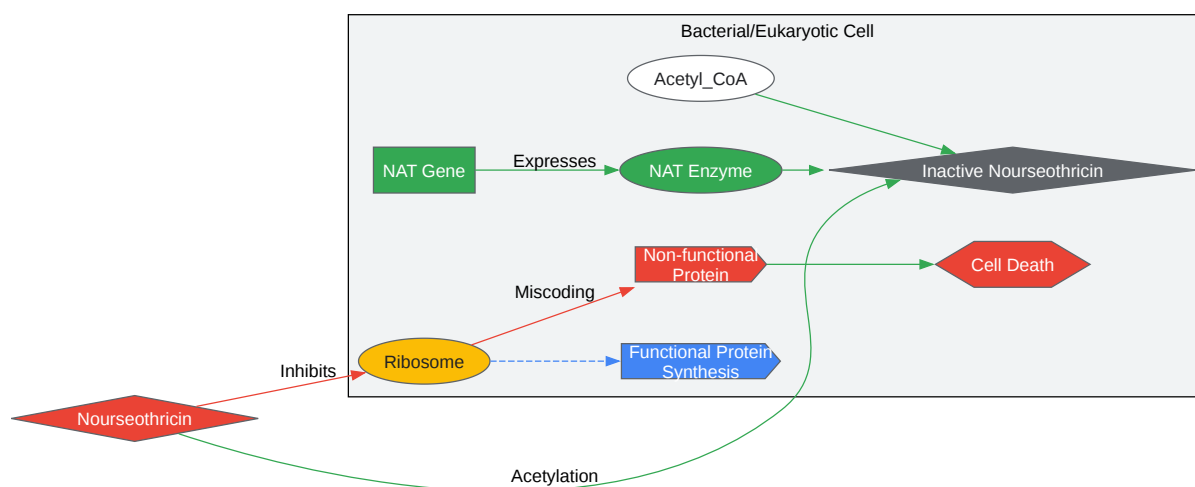 Bacterial/Eukaryotic Cell
Acetyl_CoA
NAT Gene
Expresses
NAT Enzyme
Inactive Nourseothricin
Non-functional
Protein
Cell Death
Miscoding
Ribosome
Functional Protein
Synthesis
Inhibits
Nourseothricin
Acetylation